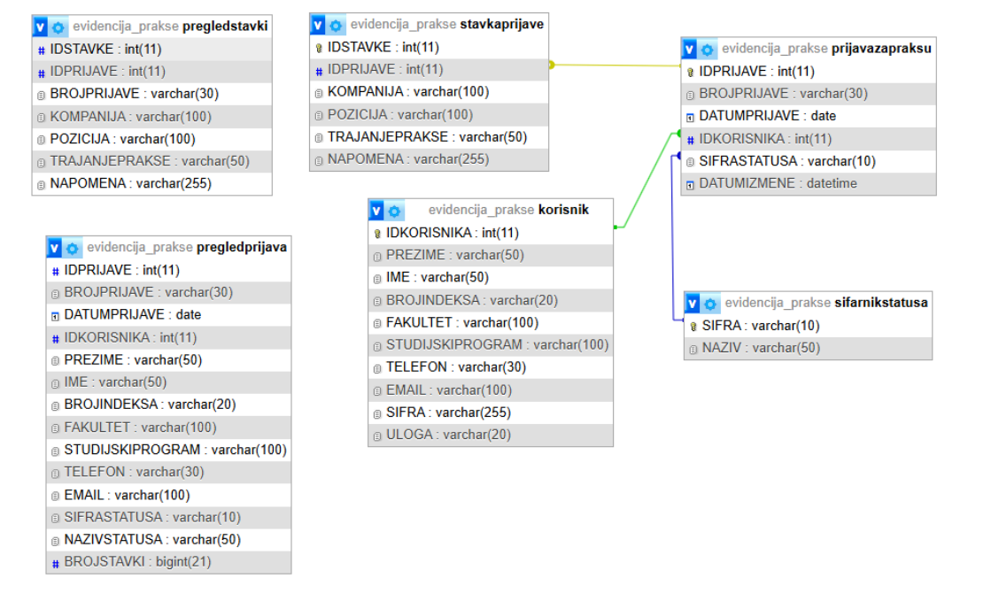 evidencija_prakse pregledstavki
IDSTAVKE : int(11)
IDPRIJAVE : int(11)
BROJPRIJAVE : varchar(30)
KOMPANIJA : varchar(100)
POZICIJA : varchar(100)
TRAJANJEPRAKSE : varchar(50)
NAPOMENA : varchar(255)
evidencija_prakse stavkaprijave
IDSTAVKE : int(11)
IDPRIJAVE : int(11)
KOMPANIJA : varchar(100)
POZICIJA : varchar(100)
TRAJANJEPRAKSE : varchar(50)
NAPOMENA : varchar(255)
evidencija_prakse prijavazapraksu
IDPRIJAVE : int(11)
BROJPRIJAVE : varchar(30)
DATUMPRIJAVE : date
IDKORISNIKA : int(11)
SIFRASTATUSA : varchar(10)
DATUMIZMENE : datetime
evidencija_prakse korisnik
IDKORISNIKA : int(11)
PREZIME : varchar(50)
IME : varchar(50)
BROJINDEKSA : varchar(20)
FAKULTET : varchar(100)
STUDIJSKIPROGRAM : varchar(100)
TELEFON : varchar(30)
EMAIL : varchar(100)
SIFRA : varchar(255)
ULOGA : varchar(20)
evidencija_prakse pregledprijava
IDPRIJAVE : int(11)
BROJPRIJAVE : varchar(30)
DATUMPRIJAVE : date
IDKORISNIKA : int(11)
PREZIME : varchar(50)
IME : varchar(50)
BROJINDEKSA : varchar(20)
FAKULTET : varchar(100)
STUDIJSKIPROGRAM : varchar(100)
TELEFON : varchar(30)
EMAIL : varchar(100)
SIFRASTATUSA : varchar(10)
NAZIVSTATUSA : varchar(50)
BROJSTAVKI : bigint(21)
evidencija_prakse sifarnikstatusa
SIFRA : varchar(10)
NAZIV : varchar(50)